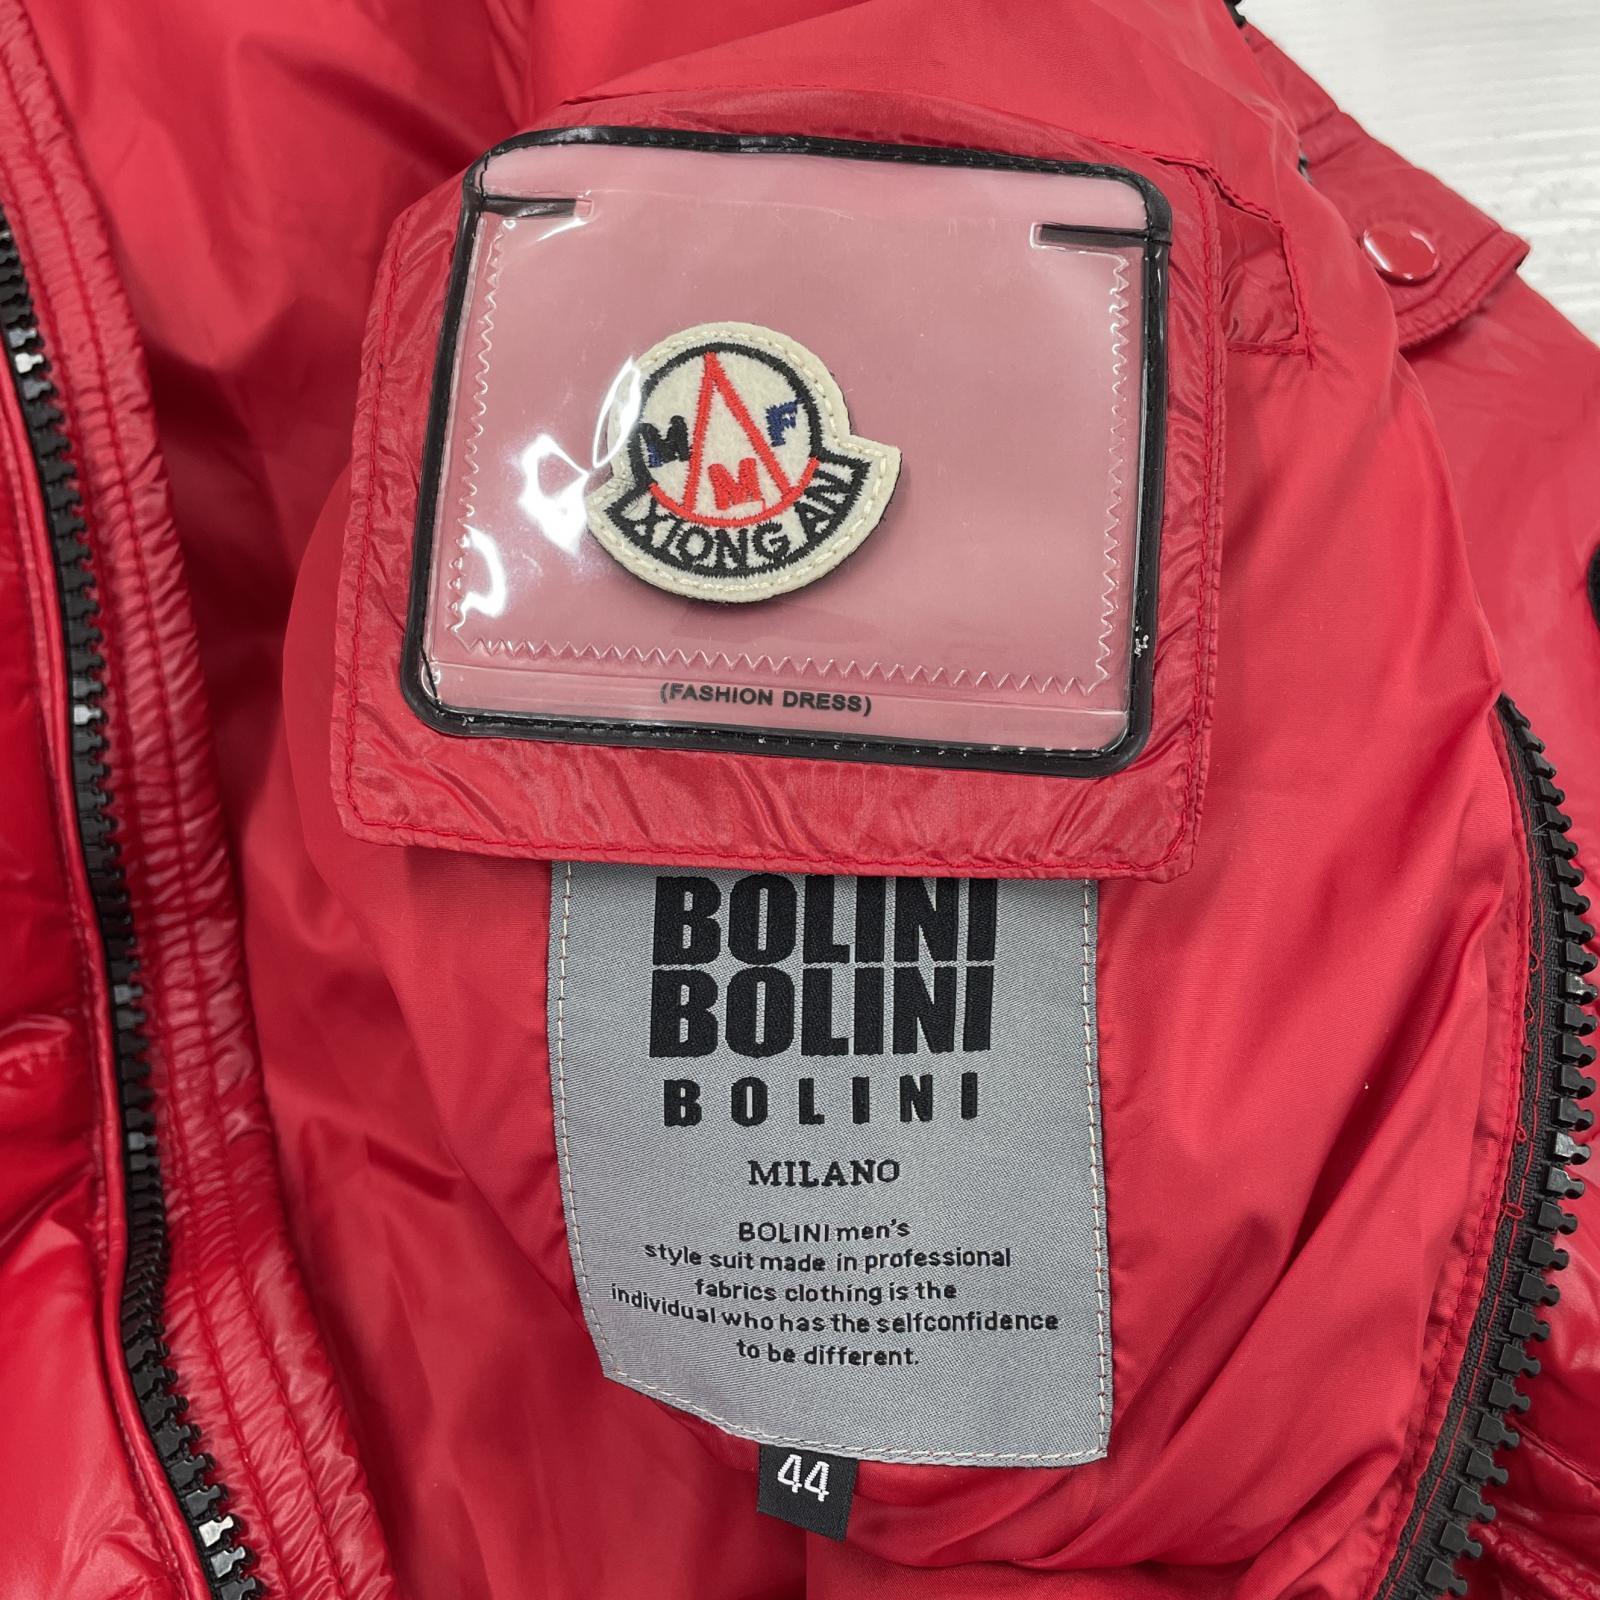 M F
M
XIONG AIN
(FASHION DRESS)
BOLINI
BOLINI
BOLINI
MILANO
BOLINI men's
style suit made in professional
fabrics clothing is the
individual who has the selfconfidence
to be different.
44